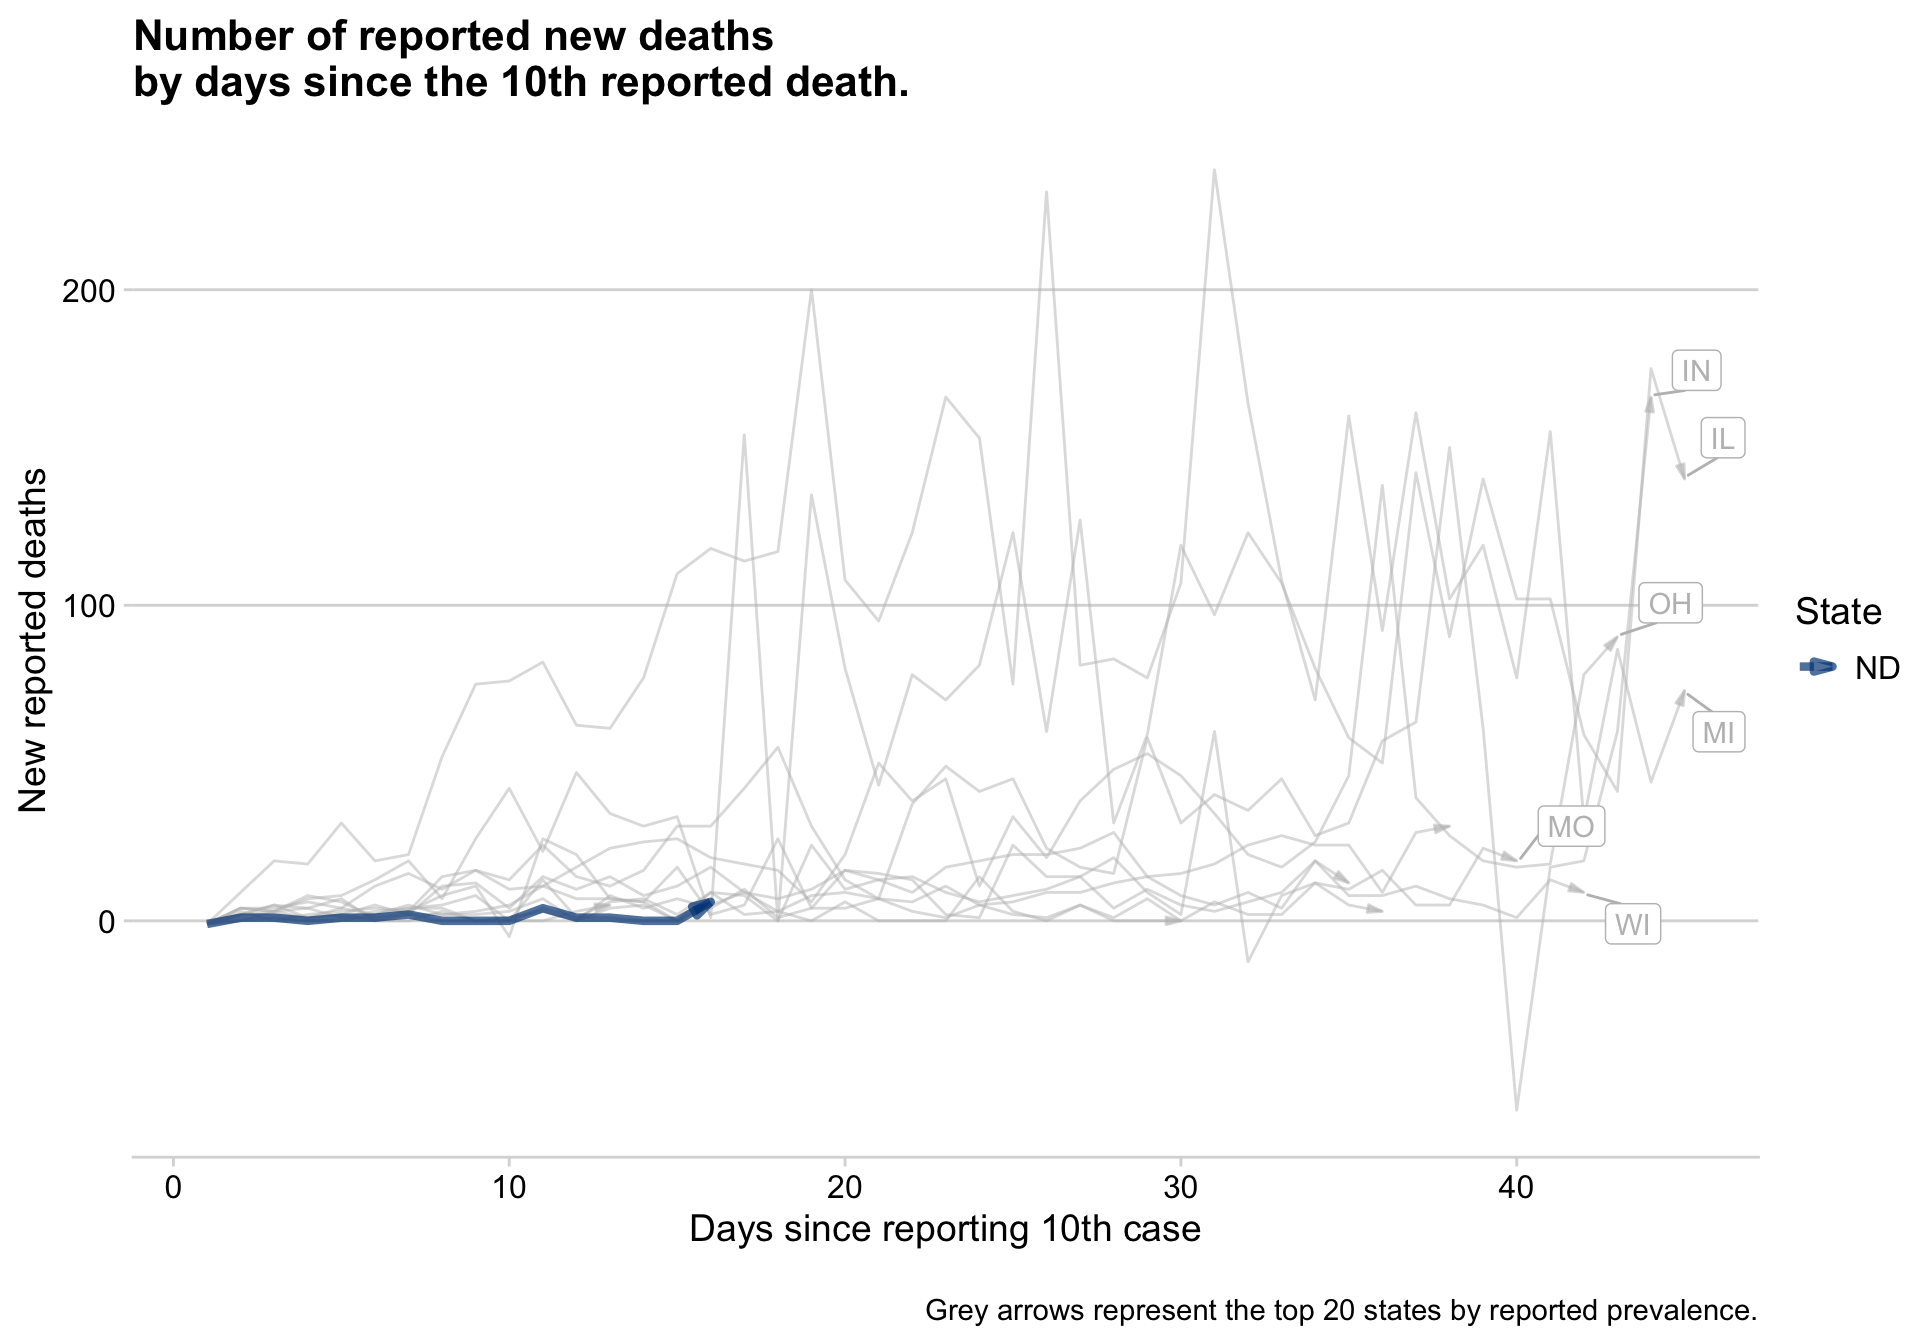 Number of reported new deaths
by days since the 10th reported death.
New reported deaths
200
100
0
IN
IL
OH
MI
MO
WI
State
ND
0 10 20 30 40
Days since reporting 10th case
Grey arrows represent the top 20 states by reported prevalence.